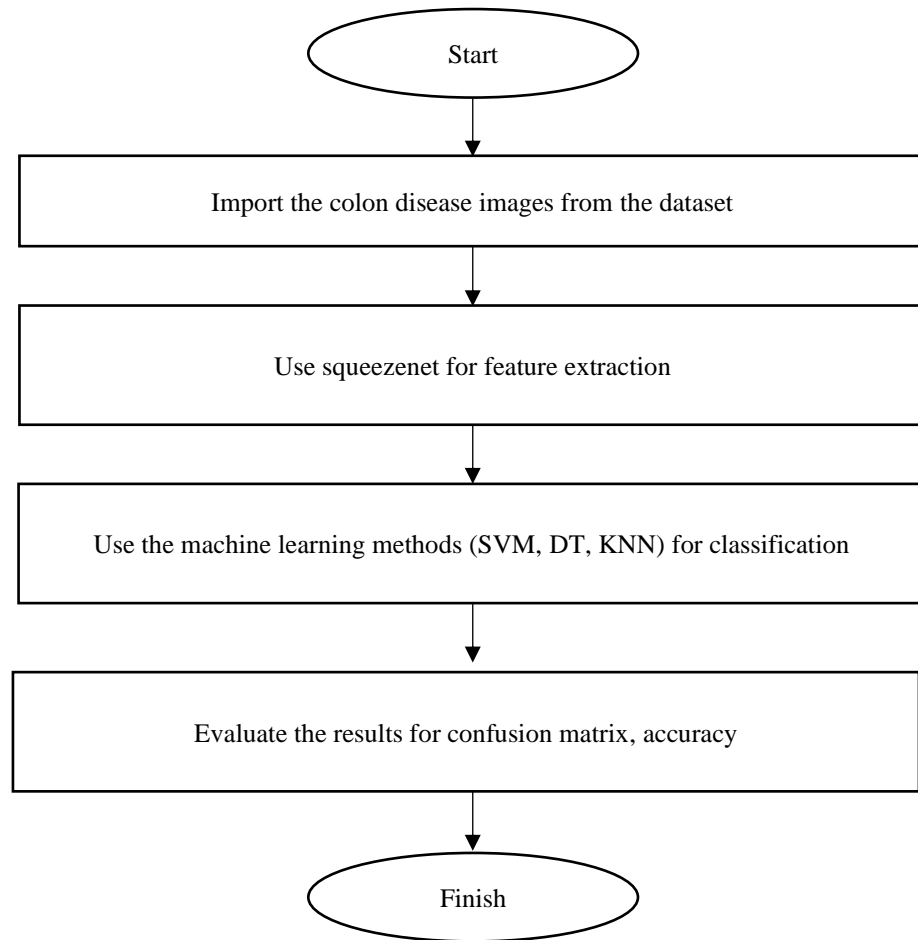 Start
Import the colon disease images from the dataset
Use squeezenet for feature extraction
Use the machine learning methods (SVM, DT, KNN) for classification
Evaluate the results for confusion matrix, accuracy
Finish